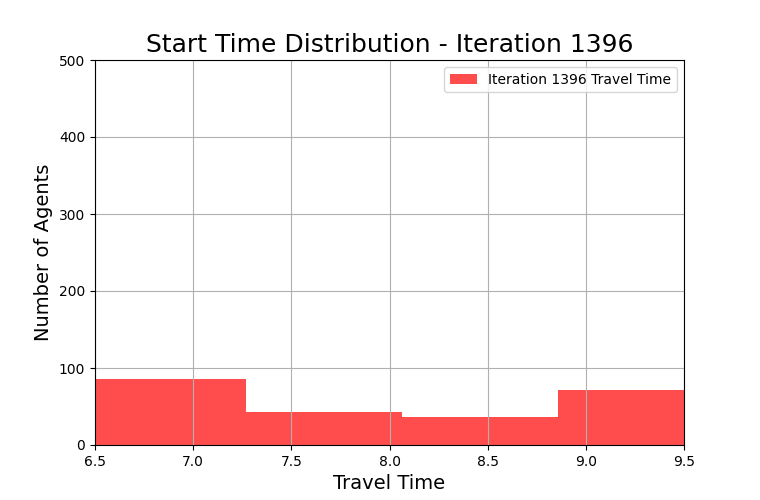 Start Time Distribution - Iteration 1396
500
Iteration 1396 Travel Time
400
300
200
100
0
Number of Agents
6.5 7.0 7.5 8.0 8.5 9.0 9.5
Travel Time